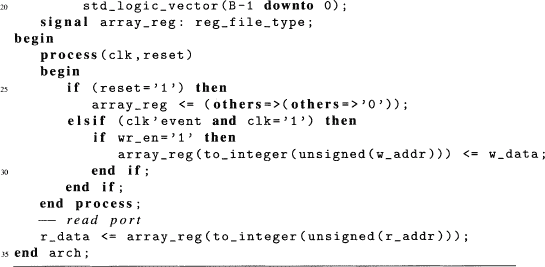 20 std_logic_vector(B-1 downto 0);
signal array_reg: reg_file_type;
begin
process(clk,reset)
begin
25 if (reset='1') then
array_reg <= (others=>(others=>'0'));
elsif (clk'event and clk='1') then
if wr_en='1' then
array_reg(to_integer(unsigned(w_addr))) <= w_data;
30 end if;
end if;
end process;
-- read port
r_data <= array_reg(to_integer(unsigned(r_addr)));
35 end arch;